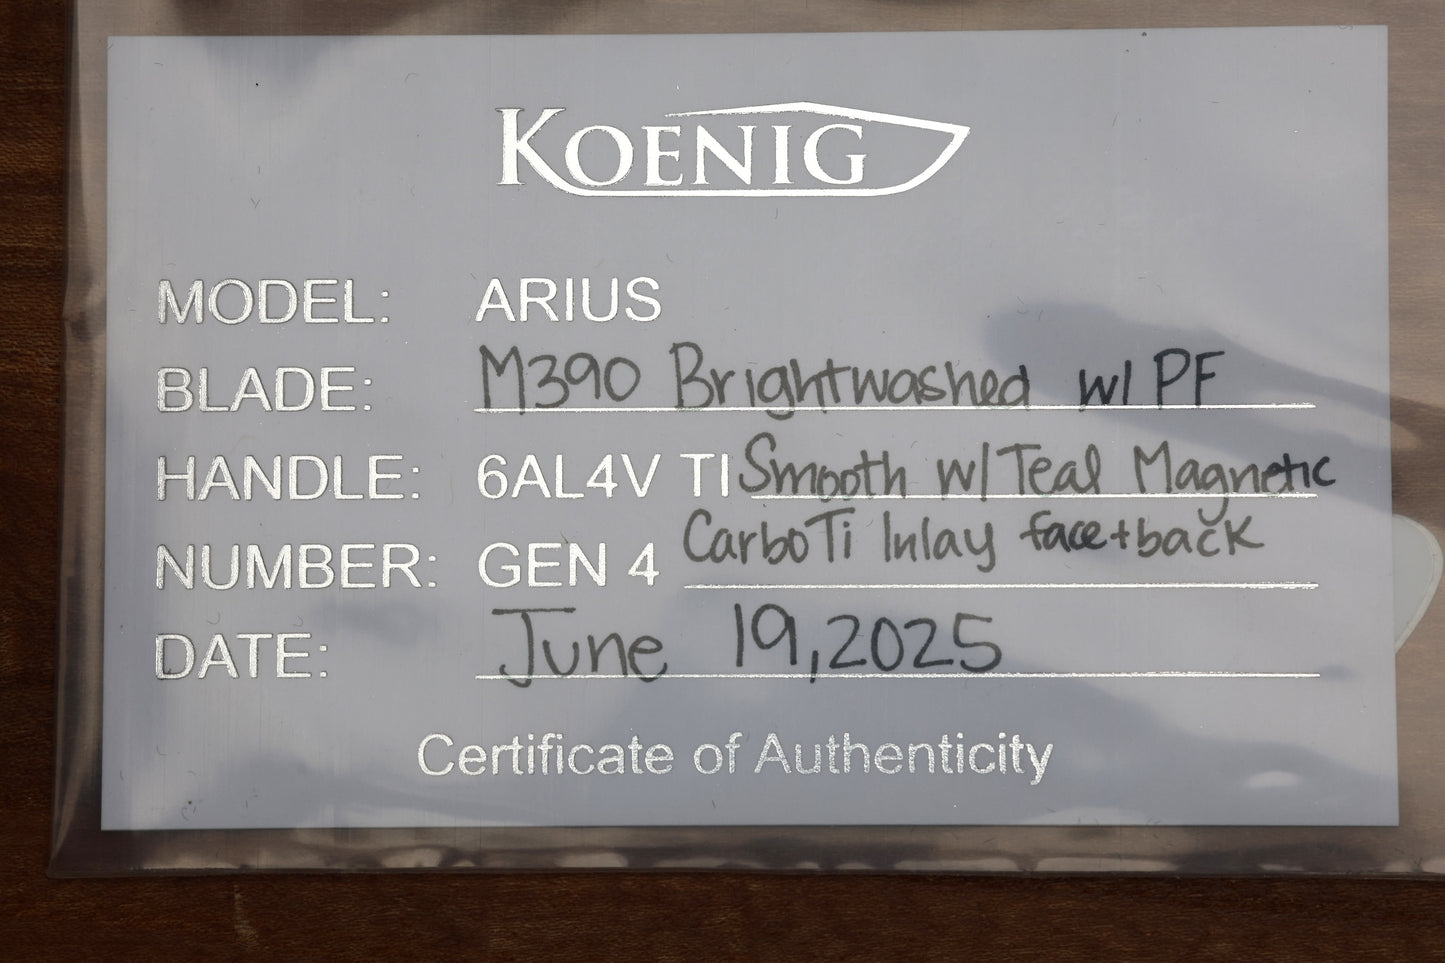 KOENIG
MODEL: ARIUS
BLADE: M390 Brightwashed w/ PF
HANDLE: 6AL4V TI Smooth w/ Teal Magnetic
CarboTi Inlay face+back
NUMBER: GEN 4
DATE: June 19, 2025
Certificate of Authenticity